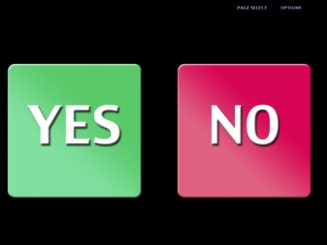 PAGE SELECT OPTIONS
YES NO